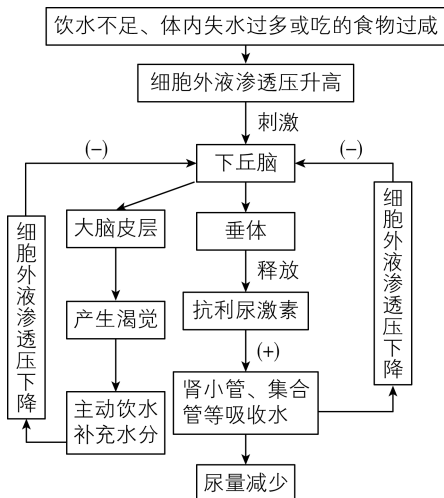 饮水不足、体内失水过多或吃的食物过咸
细胞外液渗透压升高
刺激
(−)
下丘脑
(−)
大脑皮层
垂体
释放
产生渴觉
抗利尿激素
(+)
主动饮水
补充水分
肾小管、集合
管等吸收水
尿量减少
细胞外液渗透压下降
细胞外液渗透压下降